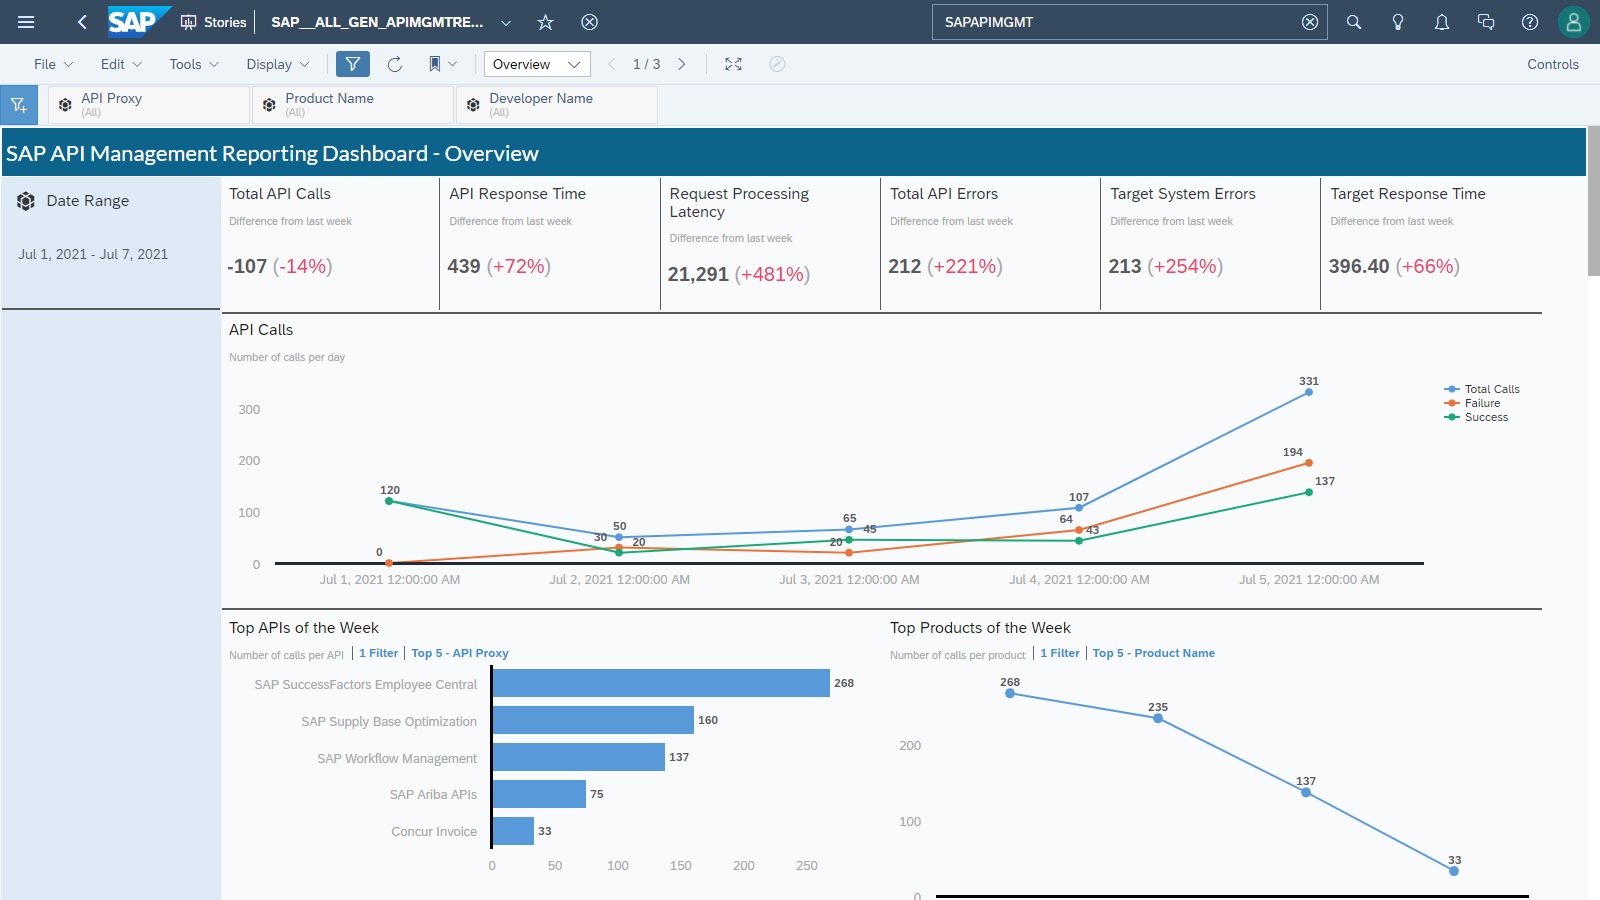 SAP Stories SAP__ALL_GEN_APIMGMTRE... SAPAPIMGMT
File Edit Tools Display Overview 1 / 3 Controls
API Proxy
(All)
Product Name
(All)
Developer Name
(All)
SAP API Management Reporting Dashboard - Overview
Date Range
Jul 1, 2021 - Jul 7, 2021
Total API Calls
Difference from last week
-107 (-14%)
API Response Time
Difference from last week
439 (+72%)
Request Processing
Latency
Difference from last week
21,291 (+481%)
Total API Errors
Difference from last week
212 (+221%)
Target System Errors
Difference from last week
213 (+254%)
Target Response Time
Difference from last week
396.40 (+66%)
API Calls
Number of calls per day
331
Total Calls
Failure
Success
300
200
100
0
194
137
120
107
65
64
50
45
43
30
20
20
0
Jul 1, 2021 12:00:00 AM Jul 2, 2021 12:00:00 AM Jul 3, 2021 12:00:00 AM Jul 4, 2021 12:00:00 AM Jul 5, 2021 12:00:00 AM
Top APIs of the Week
Number of calls per API 1 Filter Top 5 - API Proxy
SAP SuccessFactors Employee Central 268
SAP Supply Base Optimization 160
SAP Workflow Management 137
SAP Ariba APIs 75
Concur Invoice 33
0 50 100 150 200 250
Top Products of the Week
Number of calls per product 1 Filter Top 5 - Product Name
268
235
200
137
100
33
0